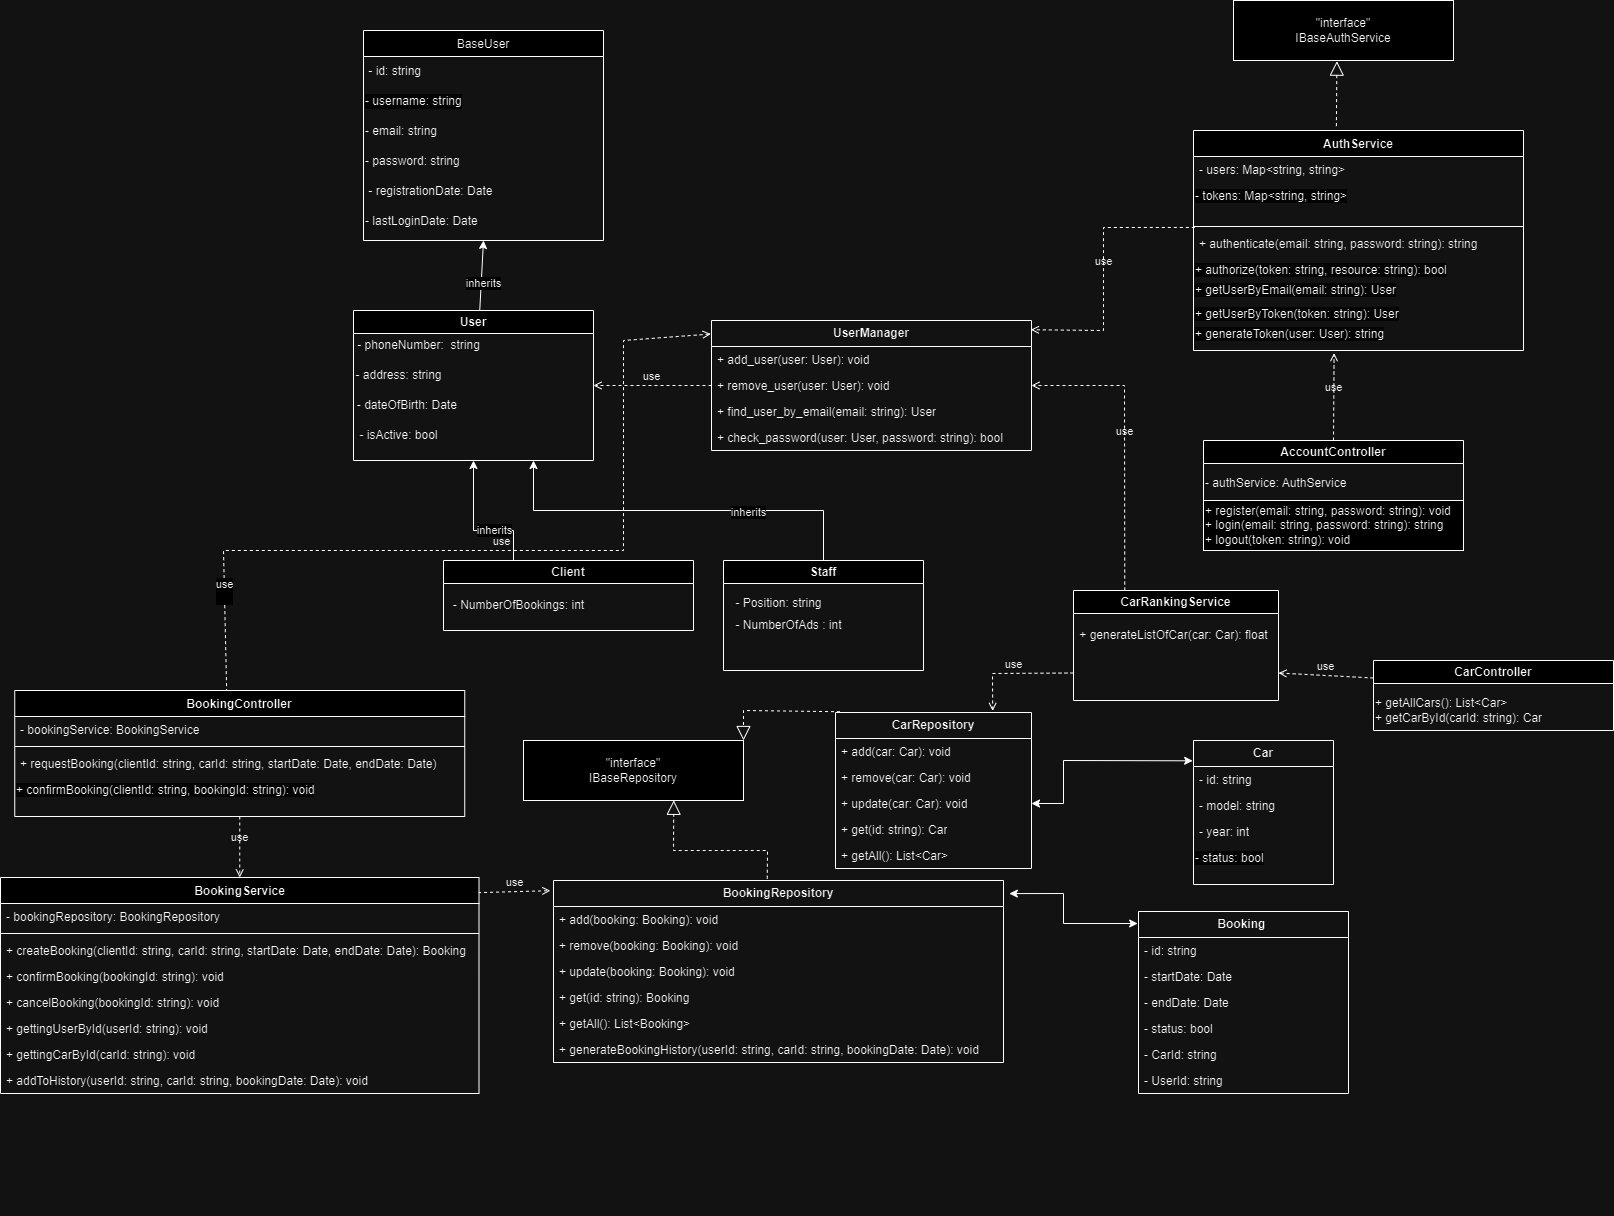 "interface"
IBaseAuthService
BaseUser
- id: string
- username: string
- email: string
- password: string
- registrationDate: Date
- lastLoginDate: Date
AuthService
- users: Map<string, string>
- tokens: Map<string, string>
+ authenticate(email: string, password: string): string
+ authorize(token: string, resource: string): bool
+ getUserByEmail(email: string): User
+ getUserByToken(token: string): User
+ generateToken(user: User): string
use
inherits
User
- phoneNumber:  string
- address: string
- dateOfBirth: Date
- isActive: bool
use
UserManager
+ add_user(user: User): void
+ remove_user(user: User): void
+ find_user_by_email(email: string): User
+ check_password(user: User, password: string): bool
use
use
AccountController
- authService: AuthService
+ register(email: string, password: string): void
+ login(email: string, password: string): string
+ logout(token: string): void
inherits
inherits
use
use
Client
- NumberOfBookings: int
Staff
- Position: string
- NumberOfAds : int
CarRankingService
+ generateListOfCar(car: Car): float
use
use
CarController
+ getAllCars(): List<Car>
+ getCarById(carId: string): Car
BookingController
- bookingService: BookingService
+ requestBooking(clientId: string, carId: string, startDate: Date, endDate: Date)
+ confirmBooking(clientId: string, bookingId: string): void
use
"interface"
IBaseRepository
CarRepository
+ add(car: Car): void
+ remove(car: Car): void
+ update(car: Car): void
+ get(id: string): Car
+ getAll(): List<Car>
Car
- id: string
- model: string
- year: int
- status: bool
BookingService
- bookingRepository: BookingRepository
+ createBooking(clientId: string, carId: string, startDate: Date, endDate: Date): Booking
+ confirmBooking(bookingId: string): void
+ cancelBooking(bookingId: string): void
+ gettingUserById(userId: string): void
+ gettingCarById(carId: string): void
+ addToHistory(userId: string, carId: string, bookingDate: Date): void
use
BookingRepository
+ add(booking: Booking): void
+ remove(booking: Booking): void
+ update(booking: Booking): void
+ get(id: string): Booking
+ getAll(): List<Booking>
+ generateBookingHistory(userId: string, carId: string, bookingDate: Date): void
Booking
- id: string
- startDate: Date
- endDate: Date
- status: bool
- CarId: string
- UserId: string